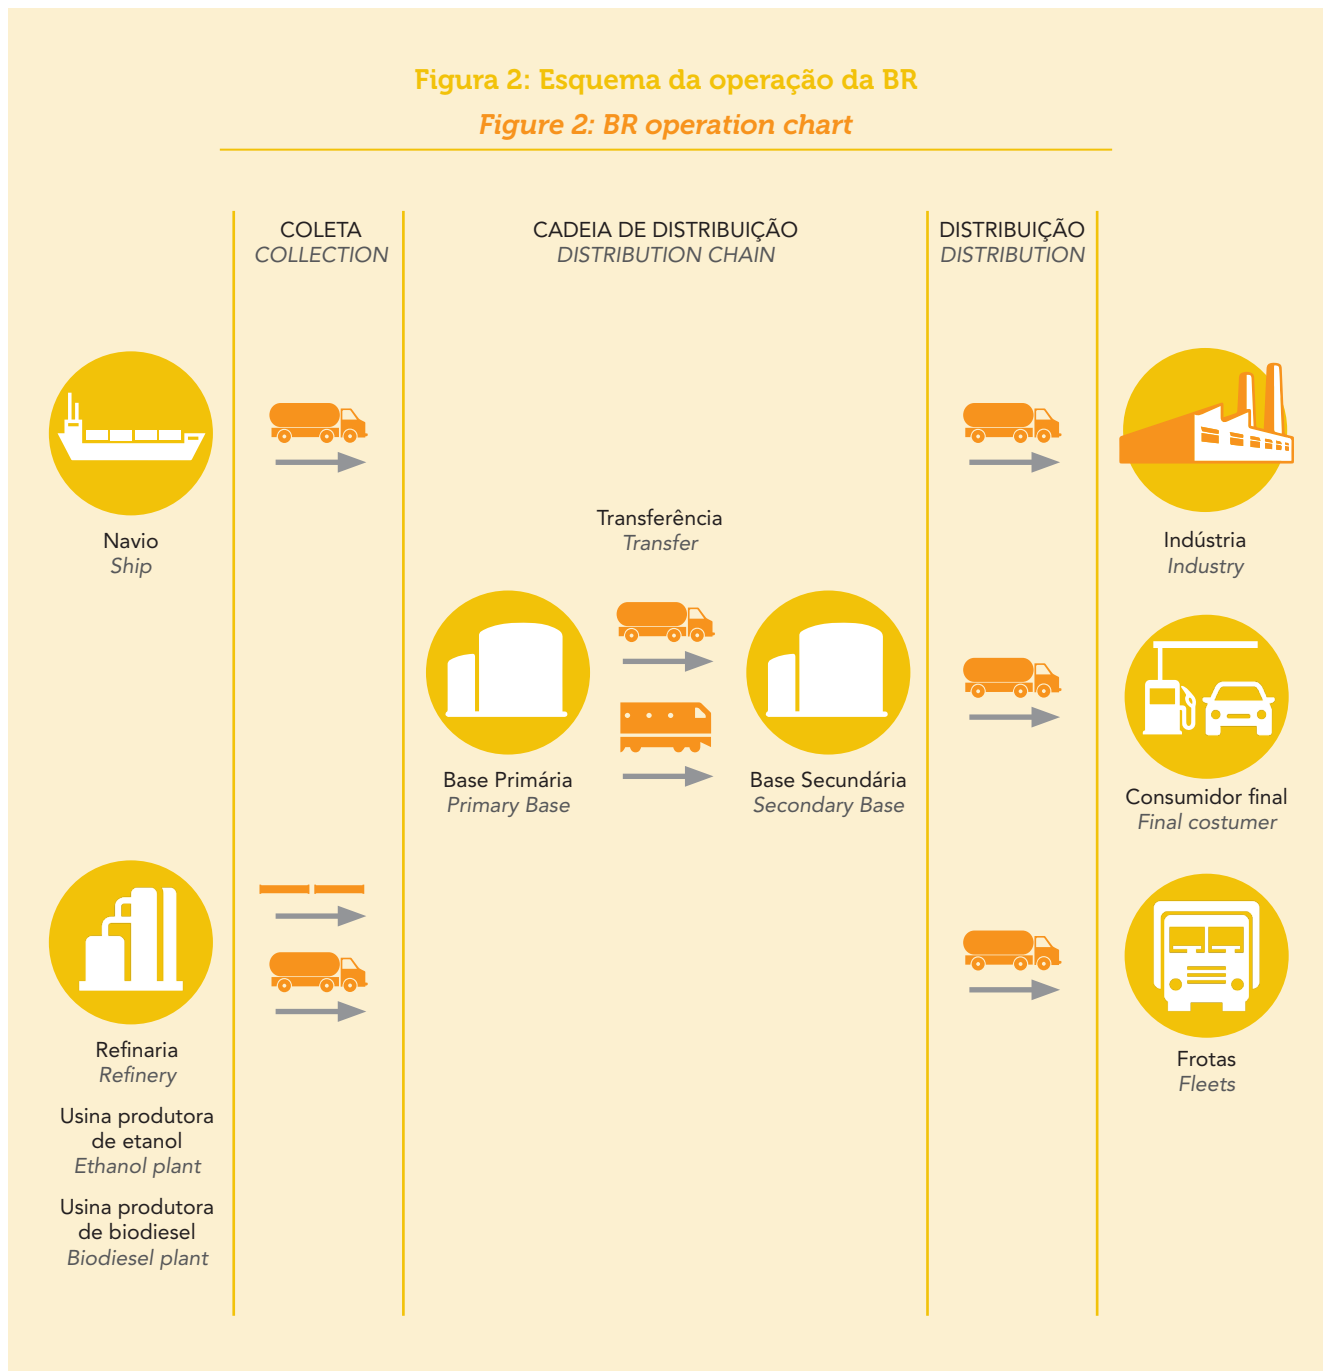 Figura 2: Esquema da operação da BR
Figure 2: BR operation chart
COLETA
COLLECTION
CADEIA DE DISTRIBUIÇÃO
DISTRIBUTION CHAIN
DISTRIBUIÇÃO
DISTRIBUTION
Navio
Ship
Transferência
Transfer
Indústria
Industry
Base Primária
Primary Base
Base Secundária
Secondary Base
Consumidor final
Final costumer
Refinaria
Refinery
Usina produtora
de etanol
Ethanol plant
Usina produtora
de biodiesel
Biodiesel plant
Frotas
Fleets